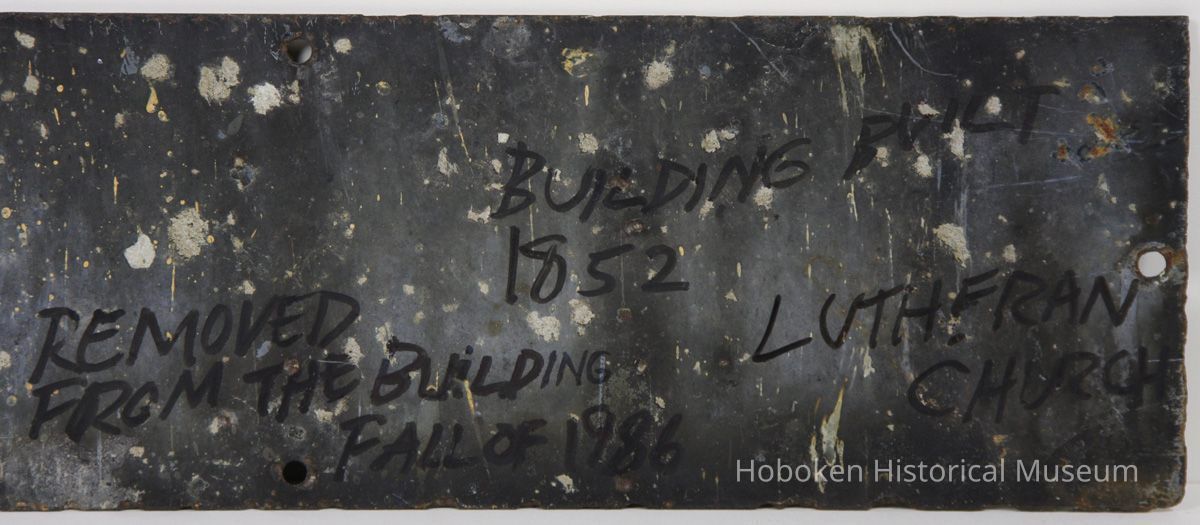 BUILDING BUILT
1852
LUTHERAN
CHURCH
REMOVED
FROM THE BUILDING
FALL OF 1986
Hoboken Historical Museum